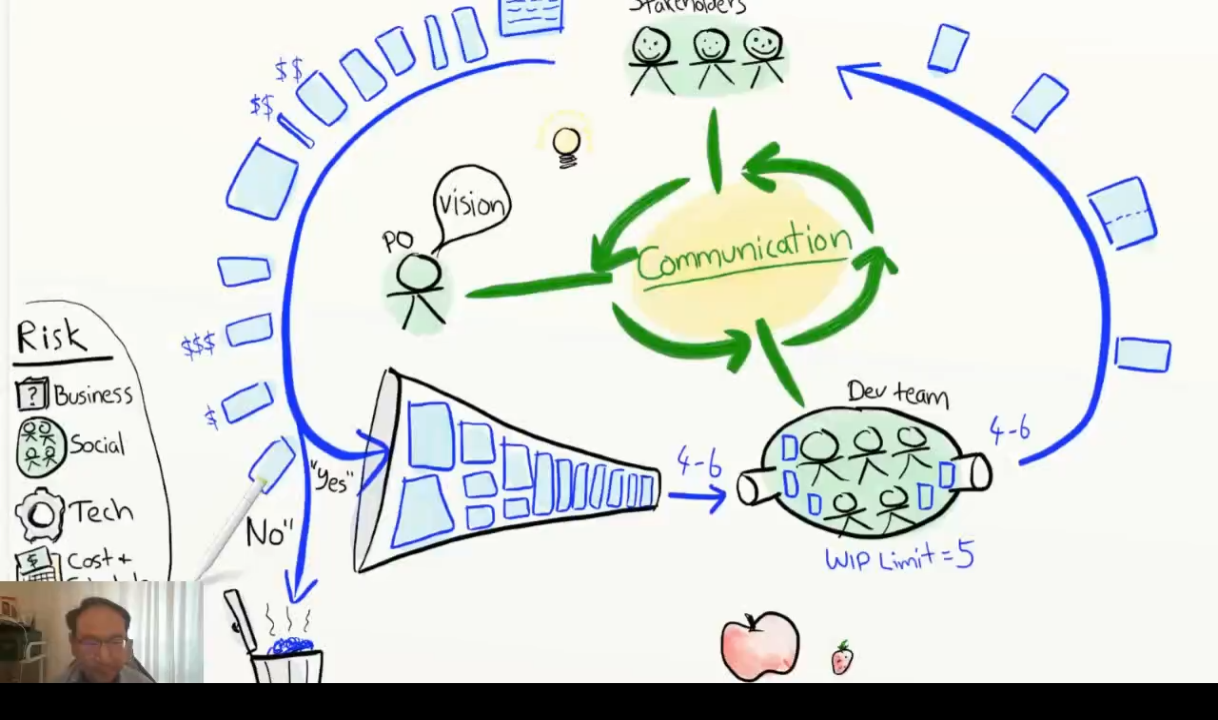 Stakeholders
$$
$$
vision
PO
Communication
$$$
$
Risk
?
Business
Social
Tech
$
Cost +
"Yes"
No"
4-6
Dev team
4-6
WIP Limit = 5